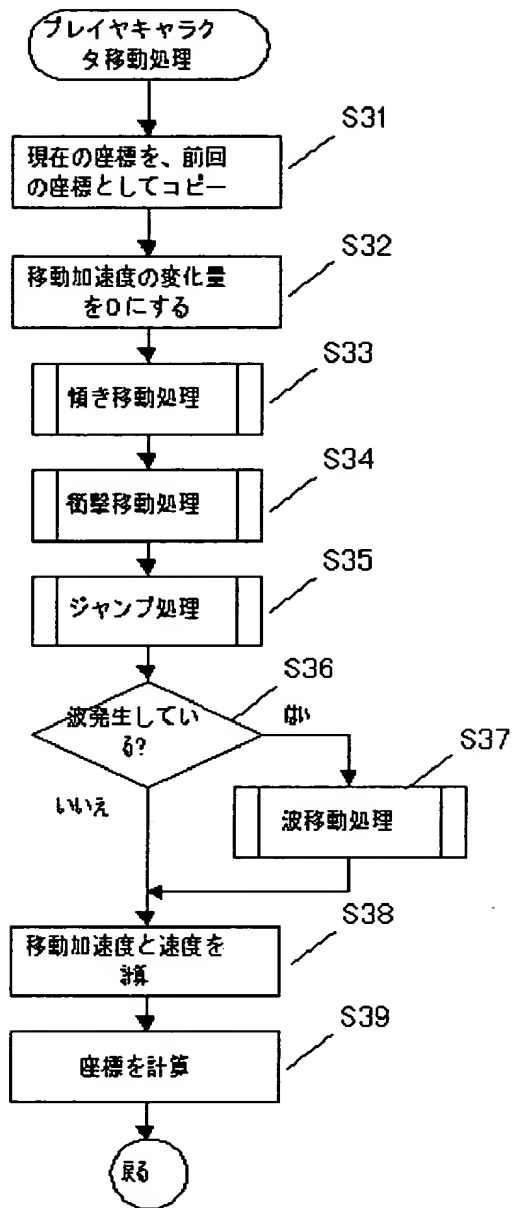 プレイヤキャラク
タ移動処理
S31
現在の座標を、前回
の座標としてコピー
S32
移動加速度の変化量
を0にする
S33
傾き移動処理
S34
衝撃移動処理
S35
ジャンプ処理
S36
波発生してい
る?
はい
いいえ
S37
波移動処理
S38
移動加速度と速度を
計算
S39
座標を計算
戻る